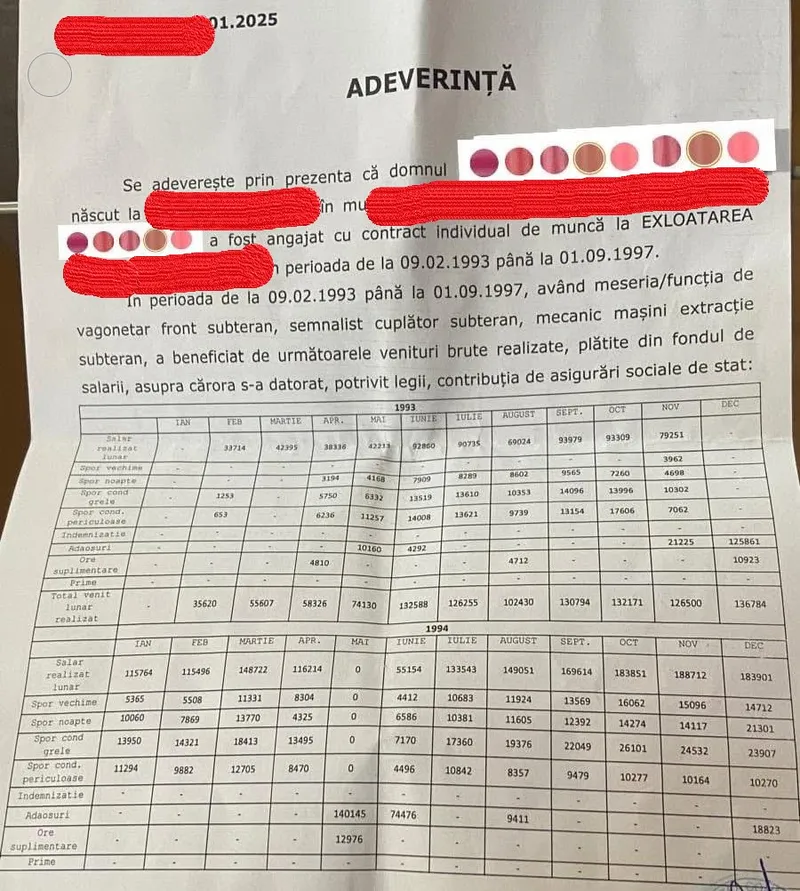 01.2025
ADEVERINȚĂ
Se adeverește prin prezenta că domnul
născut la în mu
a fost angajat cu contract individual de muncă la EXLOATAREA
n perioada de la 09.02.1993 până la 01.09.1997.
În perioada de la 09.02.1993 până la 01.09.1997, având meseria/funcția de
vagonetar front subteran, semnalist cuplător subteran, mecanic mașini extracție
subteran, a beneficiat de următoarele venituri brute realizate, plătite din fondul de
salarii, asupra cărora s-a datorat, potrivit legii, contribuția de asigurări sociale de stat:
1993
IAN FEB MARTIE APR. MAI IUNIE IULIE AUGUST SEPT. OCT NOV DEC
Salar realizat lunar - 33714 42395 38336 42213 92860 90735 69024 93979 93309 79251 -
Spor vechime - - - - - - - - - - 3962 -
Spor noapte - - - 3194 4168 7909 8289 8602 9565 7260 4698 -
Spor cond grele - 1253 - 5750 6332 13519 13610 10353 14096 13996 10302 -
Spor cond. periculoase - 653 - 6236 11257 14008 13621 9739 13154 17606 7062 -
Indemnizatie - - - - - - - - - - - -
Adaosuri - - - - 10160 4292 - - - - 21225 125861
Ore suplimentare - - - 4810 - - - 4712 - - - 10923
Prime - - - - - - - - - - - -
Total venit lunar realizat - 35620 55607 58326 74130 132588 126255 102430 130794 132171 126500 136784
1994
IAN FEB MARTIE APR. MAI IUNIE IULIE AUGUST SEPT. OCT NOV DEC
Salar realizat lunar 115764 115496 148722 116214 0 55154 133543 149051 169614 183851 188712 183901
Spor vechime 5365 5508 11331 8304 0 4412 10683 11924 13569 16062 15096 14712
Spor noapte 10060 7869 13770 4325 0 6586 10381 11605 12392 14274 14117 21301
Spor cond grele 13950 14321 18413 13495 0 7170 17360 19376 22049 26101 24532 23907
Spor cond. periculoase 11294 9882 12705 8470 0 4496 10842 8357 9479 10277 10164 10270
Indemnizatie - - - - - - - - - - - -
Adaosuri - - - - 140145 74476 - 9411 - - - -
Ore suplimentare - - - - 12976 - - - - - - 18823
Prime - - - - - - - - - - - -